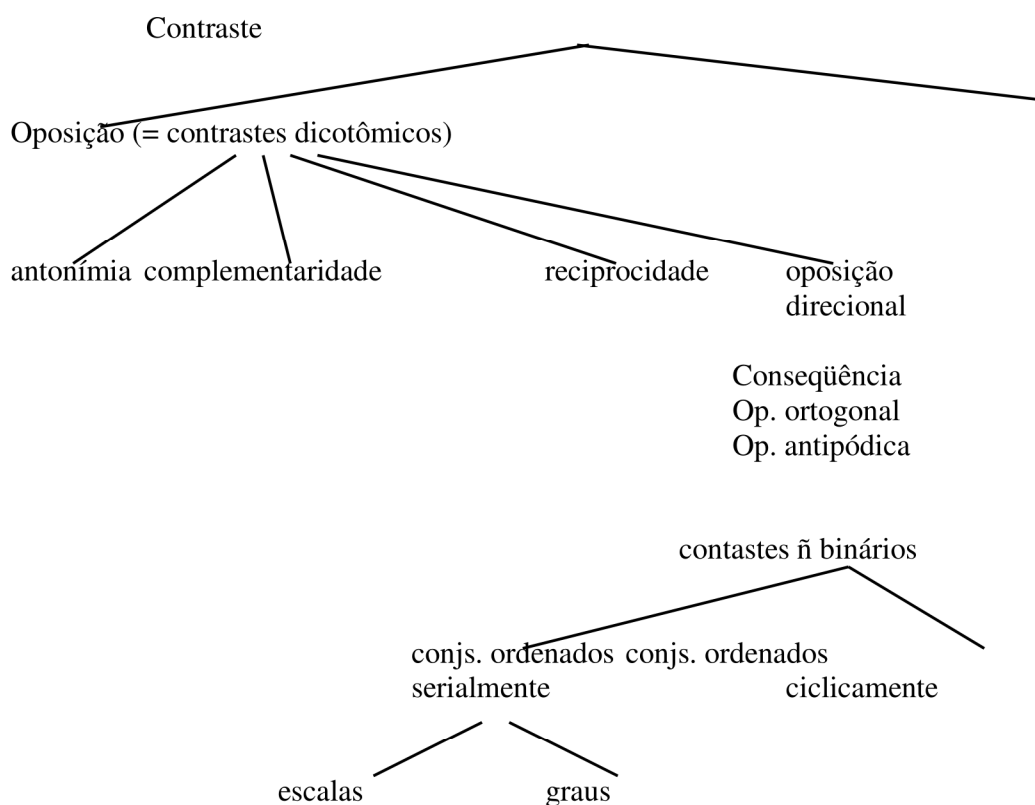 Contraste
Oposição (= contrastes dicotômicos)
antonímia complementaridade reciprocidade oposição
direcional
Conseqüência
Op. ortogonal
Op. antipódica
contastes ñ binários
conjs. ordenados conjs. ordenados
serialmente ciclicamente
escalas graus